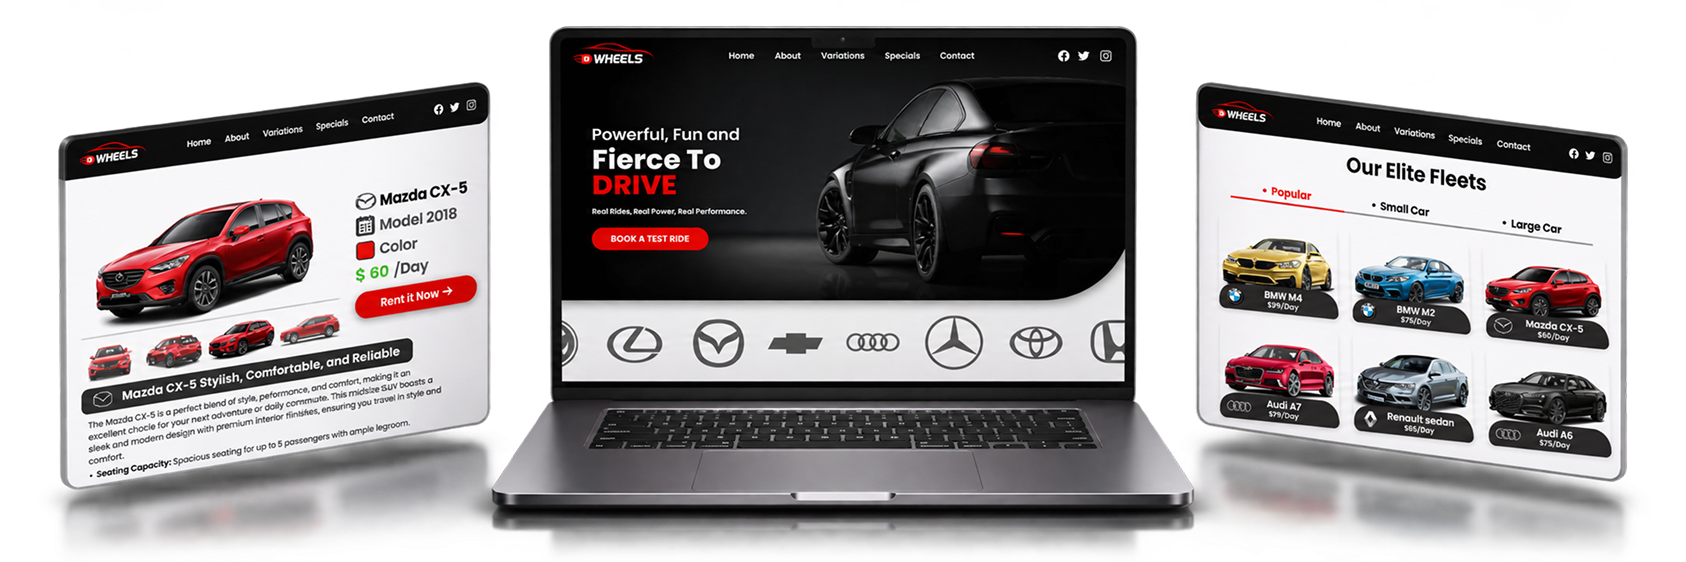 WHEELS
Home About Variations Specials Contact
Mazda CX-5
Model 2018
Color
$ 60 /Day
Rent it Now →
Mazda CX-5 Stylish, Comfortable, and Reliable
The Mazda CX-5 is a perfect blend of style, peformance, and comfort, making it an
excellent chocle for your next adventure or daily commute. This midsize SUV boasts a
sleek and modern design with premium interior finishes, ensuring you travel in style and
comfort.
• Seating Capacity: Spacious seating for up to 5 passengers with ample legroom.
WHEELS
Home About Variations Specials Contact
Powerful, Fun and
Fierce To
DRIVE
Real Rides, Real Power, Real Performance.
BOOK A TEST RIDE
WHEELS
Home About Variations Specials Contact
Our Elite Fleets
• Popular • Small Car • Large Car
BMW M4
$99/Day
BMW M2
$75/Day
Mazda CX-5
$60/Day
Audi A7
$79/Day
Renault sedan
$65/Day
Audi A6
$75/Day